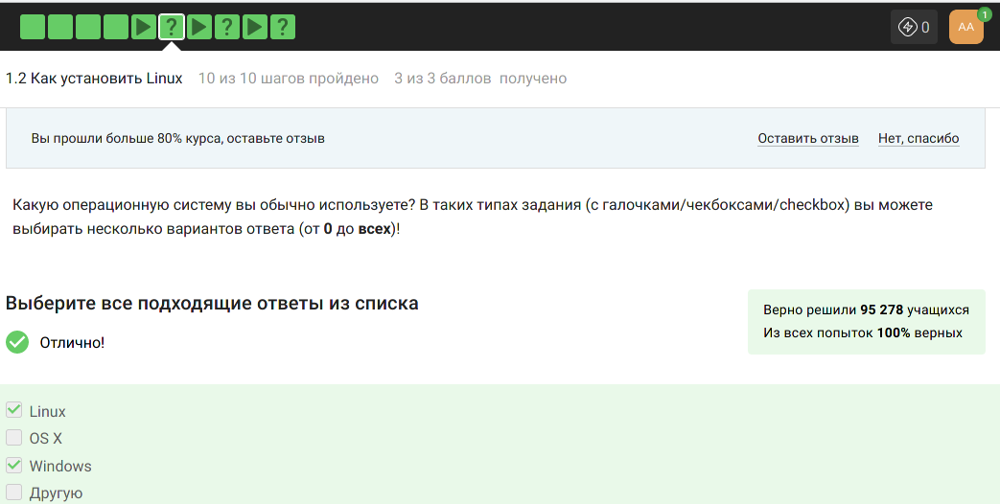 ? ? ?
0
AA
1
1.2 Как установить Linux 10 из 10 шагов пройдено 3 из 3 баллов получено
Вы прошли больше 80% курса, оставьте отзыв Оставить отзыв Нет, спасибо
Какую операционную систему вы обычно используете? В таких типах задания (с галочками/чекбоксами/checkbox) вы можете
выбирать несколько вариантов ответа (от 0 до всех)!
Выберите все подходящие ответы из списка
Отлично!
Верно решили 95 278 учащихся
Из всех попыток 100% верных
Linux
OS X
Windows
Другую